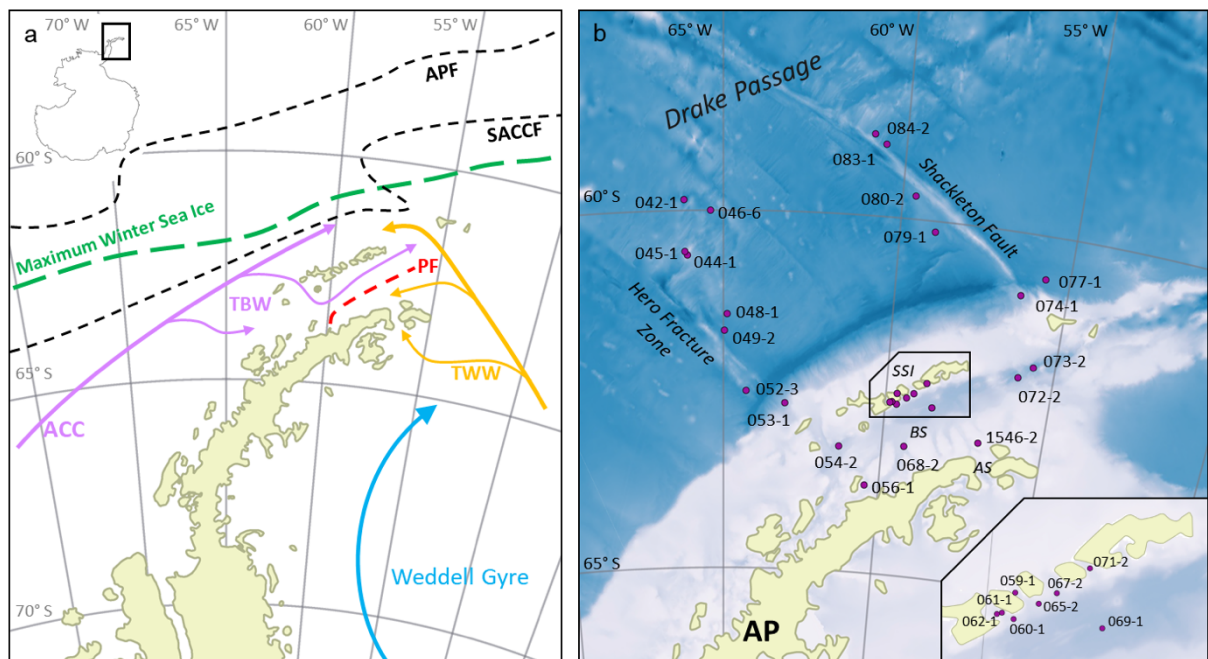 a
70° W
65° W
60° W
55° W
APF
SACCF
60° S
Maximum Winter Sea Ice
PF
TBW
65° S
TWW
ACC
Weddell Gyre
70° S
b
65° W
60° W
55° W
Drake Passage
084-2
083-1
Shackleton Fault
60° S
042-1
046-6
080-2
079-1
045-1
044-1
077-1
074-1
Hero Fracture
Zone
048-1
049-2
073-2
072-2
SSI
052-3
053-1
BS
1546-2
054-2
068-2
AS
056-1
65° S
071-2
059-1
067-2
061-1
065-2
062-1
060-1
069-1
AP